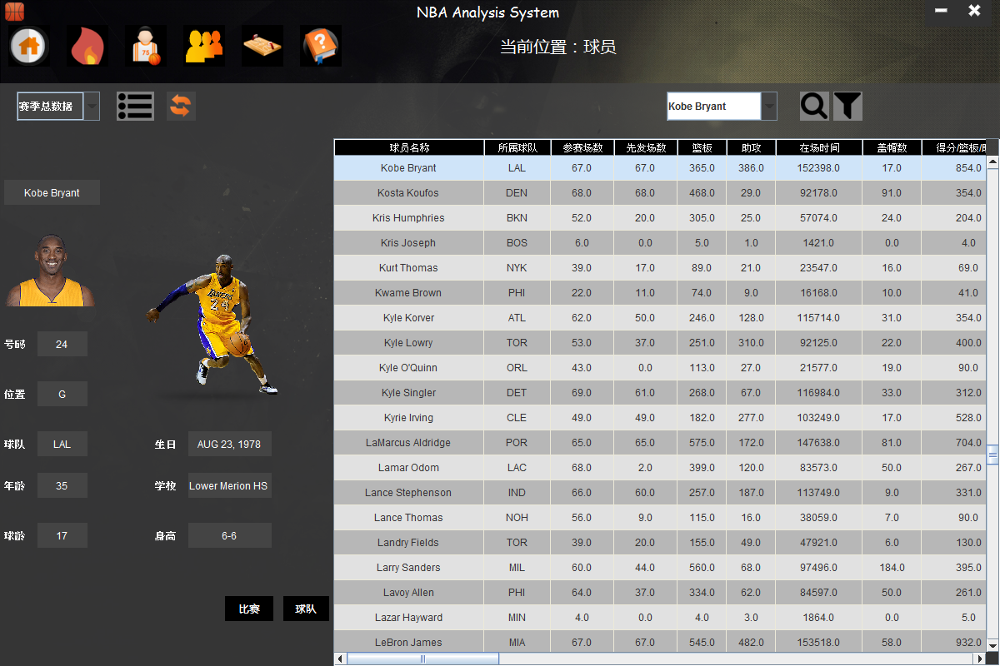 NBA Analysis System
当前位置：球员
赛季总数据
Kobe Bryant
Kobe Bryant
号码 24
位置 G
球队 LAL 生日 AUG 23, 1978
年龄 35 学校 Lower Merion HS
球龄 17 身高 6-6
比赛 球队
球员名称 所属球队 参赛场数 先发场数 篮板 助攻 在场时间 盖帽数 得分/篮板/
Kobe Bryant LAL 67.0 67.0 365.0 386.0 152398.0 17.0 854.0
Kosta Koufos DEN 68.0 68.0 468.0 29.0 92178.0 91.0 354.0
Kris Humphries BKN 52.0 20.0 305.0 25.0 57074.0 24.0 204.0
Kris Joseph BOS 6.0 0.0 5.0 1.0 1421.0 0.0 4.0
Kurt Thomas NYK 39.0 17.0 89.0 21.0 23547.0 16.0 69.0
Kwame Brown PHI 22.0 11.0 74.0 9.0 16168.0 10.0 41.0
Kyle Korver ATL 62.0 50.0 246.0 128.0 115714.0 31.0 354.0
Kyle Lowry TOR 53.0 37.0 251.0 310.0 92125.0 22.0 400.0
Kyle O'Quinn ORL 43.0 0.0 113.0 27.0 21577.0 19.0 90.0
Kyle Singler DET 69.0 61.0 268.0 67.0 116984.0 33.0 312.0
Kyrie Irving CLE 49.0 49.0 182.0 277.0 103249.0 17.0 528.0
LaMarcus Aldridge POR 65.0 65.0 575.0 172.0 147638.0 81.0 704.0
Lamar Odom LAC 68.0 2.0 399.0 120.0 83573.0 50.0 267.0
Lance Stephenson IND 66.0 60.0 257.0 187.0 113749.0 9.0 331.0
Lance Thomas NOH 56.0 9.0 115.0 16.0 38059.0 7.0 90.0
Landry Fields TOR 39.0 20.0 155.0 49.0 47921.0 6.0 130.0
Larry Sanders MIL 60.0 44.0 560.0 68.0 97496.0 184.0 395.0
Lavoy Allen PHI 64.0 37.0 334.0 62.0 84597.0 50.0 261.0
Lazar Hayward MIN 4.0 0.0 4.0 3.0 1864.0 0.0 5.0
LeBron James MIA 67.0 67.0 545.0 482.0 153518.0 58.0 932.0